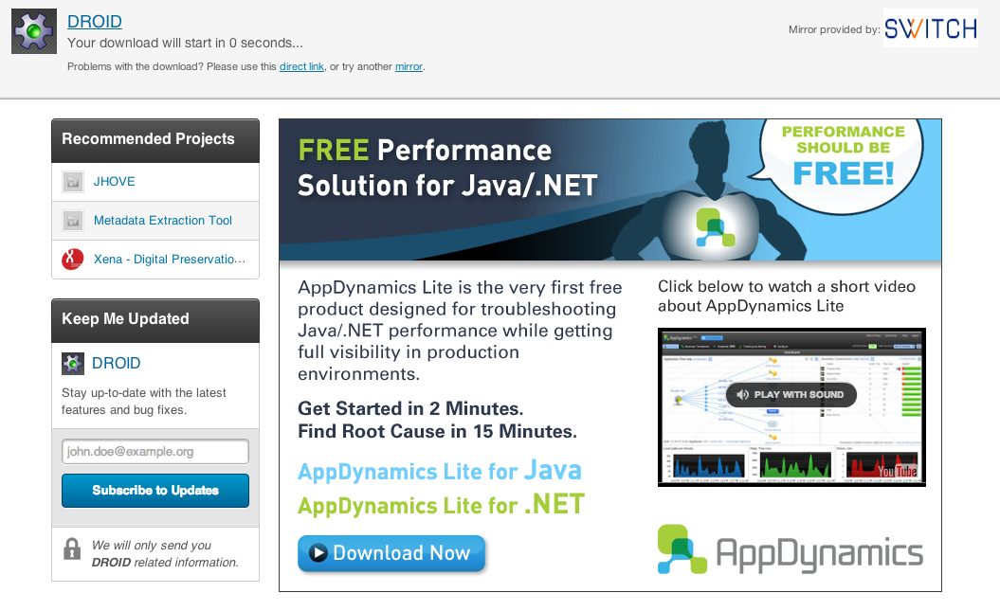 DROID
Your download will start in 0 seconds...
Problems with the download? Please use this direct link, or try another mirror.
Mirror provided by: SWITCH
Recommended Projects
JHOVE
Metadata Extraction Tool
Xena - Digital Preservatio...
Keep Me Updated
DROID
Stay up-to-date with the latest
features and bug fixes.
john.doe@example.org
Subscribe to Updates
We will only send you
DROID related information.
FREE Performance
Solution for Java/.NET
PERFORMANCE
SHOULD BE
FREE!
AppDynamics Lite is the very first free
product designed for troubleshooting
Java/.NET performance while getting
full visibility in production
environments.
Get Started in 2 Minutes.
Find Root Cause in 15 Minutes.
AppDynamics Lite for Java
AppDynamics Lite for .NET
Download Now
Click below to watch a short video
about AppDynamics Lite
PLAY WITH SOUND
YouTube
AppDynamics